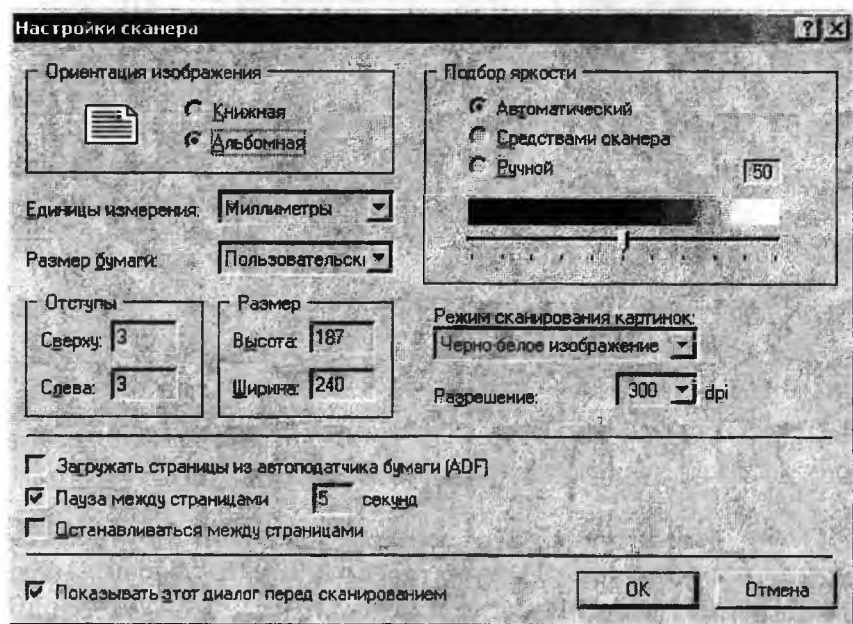 Настройки сканера
Ориентация изображения
Книжная
Альбомная
Единицы измерения: Миллиметры
Размер бумаги: Пользовательскı
Отступы
Сверху: 3
Слева: 3
Размер
Высота: 187
Ширина: 240
Подбор яркости
Автоматический
Средствами сканера
Ручной
50
Режим сканирования картинок:
Черно-белое изображение
Разрешение: 300 dpi
Загружать страницы из автоподатчика бумаги (ADF)
Пауза между страницами 5 секунд
Останавливаться между страницами
Показывать этот диалог перед сканированием
OK
Отмена